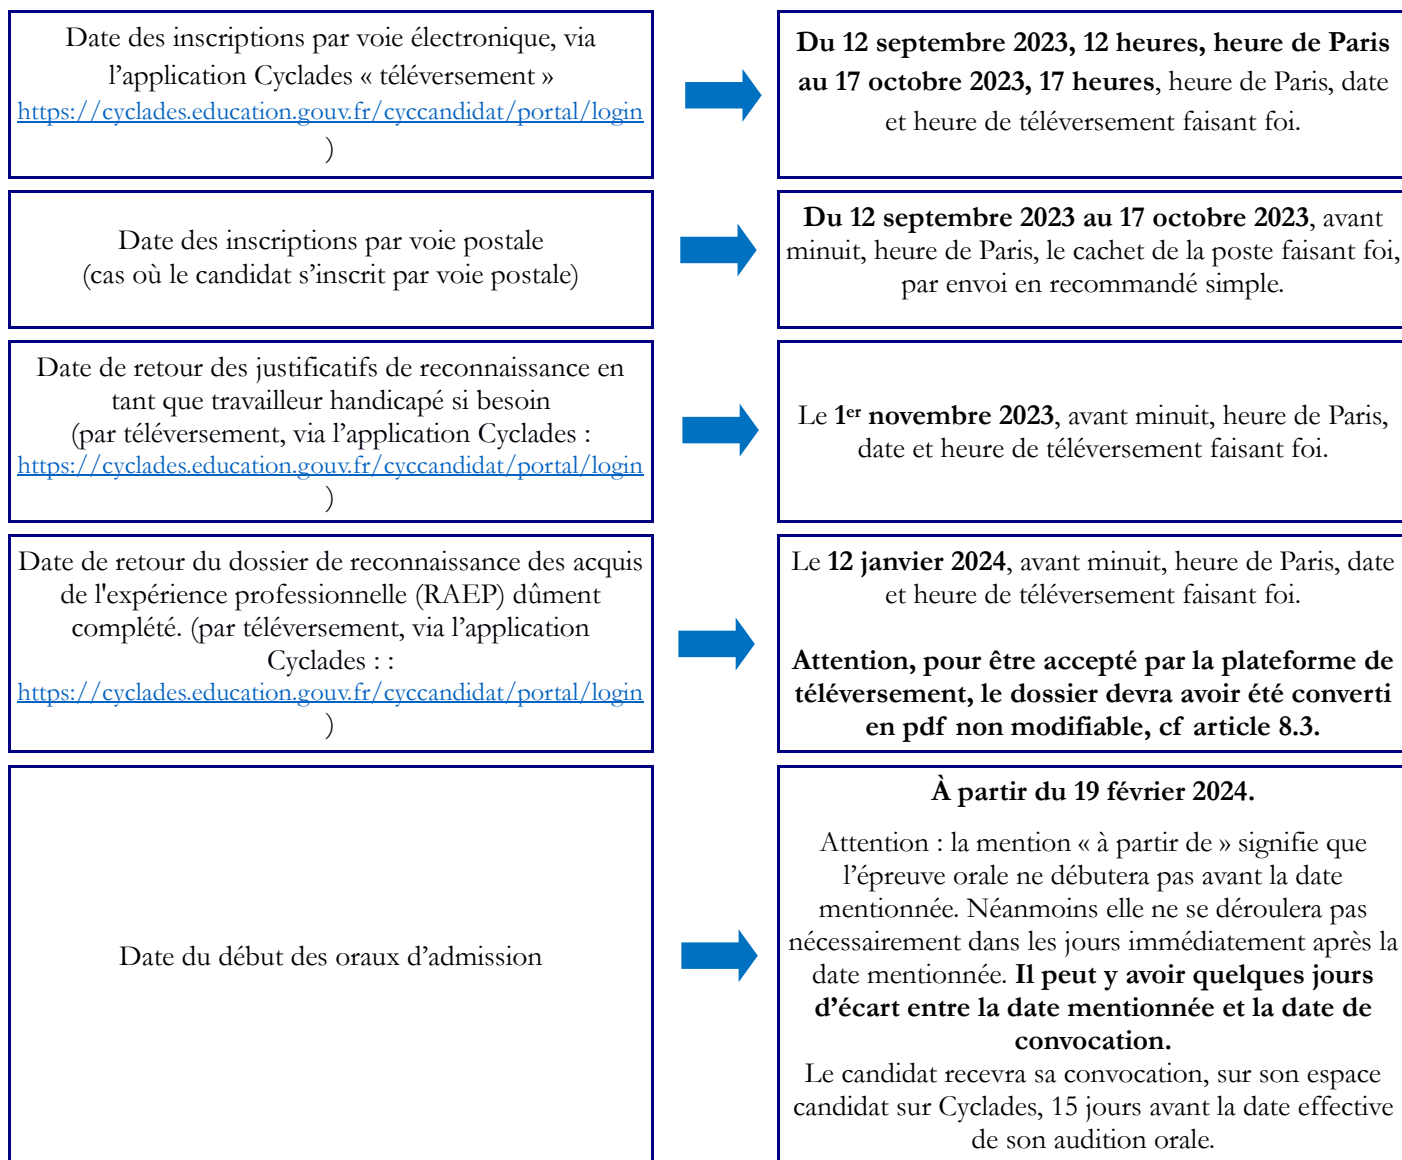 Date des inscriptions par voie électronique, via
l’application Cyclades « téléversement »
https://cyclades.education.gouv.fr/cyccandidat/portal/login
)
Du 12 septembre 2023, 12 heures, heure de Paris
au 17 octobre 2023, 17 heures, heure de Paris, date
et heure de téléversement faisant foi.
Date des inscriptions par voie postale
(cas où le candidat s’inscrit par voie postale)
Du 12 septembre 2023 au 17 octobre 2023, avant
minuit, heure de Paris, le cachet de la poste faisant foi,
par envoi en recommandé simple.
Date de retour des justificatifs de reconnaissance en
tant que travailleur handicapé si besoin
(par téléversement, via l’application Cyclades :
https://cyclades.education.gouv.fr/cyccandidat/portal/login
)
Le 1er novembre 2023, avant minuit, heure de Paris,
date et heure de téléversement faisant foi.
Date de retour du dossier de reconnaissance des acquis
de l'expérience professionnelle (RAEP) dûment
complété. (par téléversement, via l’application
Cyclades : :
https://cyclades.education.gouv.fr/cyccandidat/portal/login
)
Le 12 janvier 2024, avant minuit, heure de Paris, date
et heure de téléversement faisant foi.
Attention, pour être accepté par la plateforme de
téléversement, le dossier devra avoir été converti
en pdf non modifiable, cf article 8.3.
Date du début des oraux d’admission
À partir du 19 février 2024.
Attention : la mention « à partir de » signifie que
l’épreuve orale ne débutera pas avant la date
mentionnée. Néanmoins elle ne se déroulera pas
nécessairement dans les jours immédiatement après la
date mentionnée. Il peut y avoir quelques jours
d’écart entre la date mentionnée et la date de
convocation.
Le candidat recevra sa convocation, sur son espace
candidat sur Cyclades, 15 jours avant la date effective
de son audition orale.